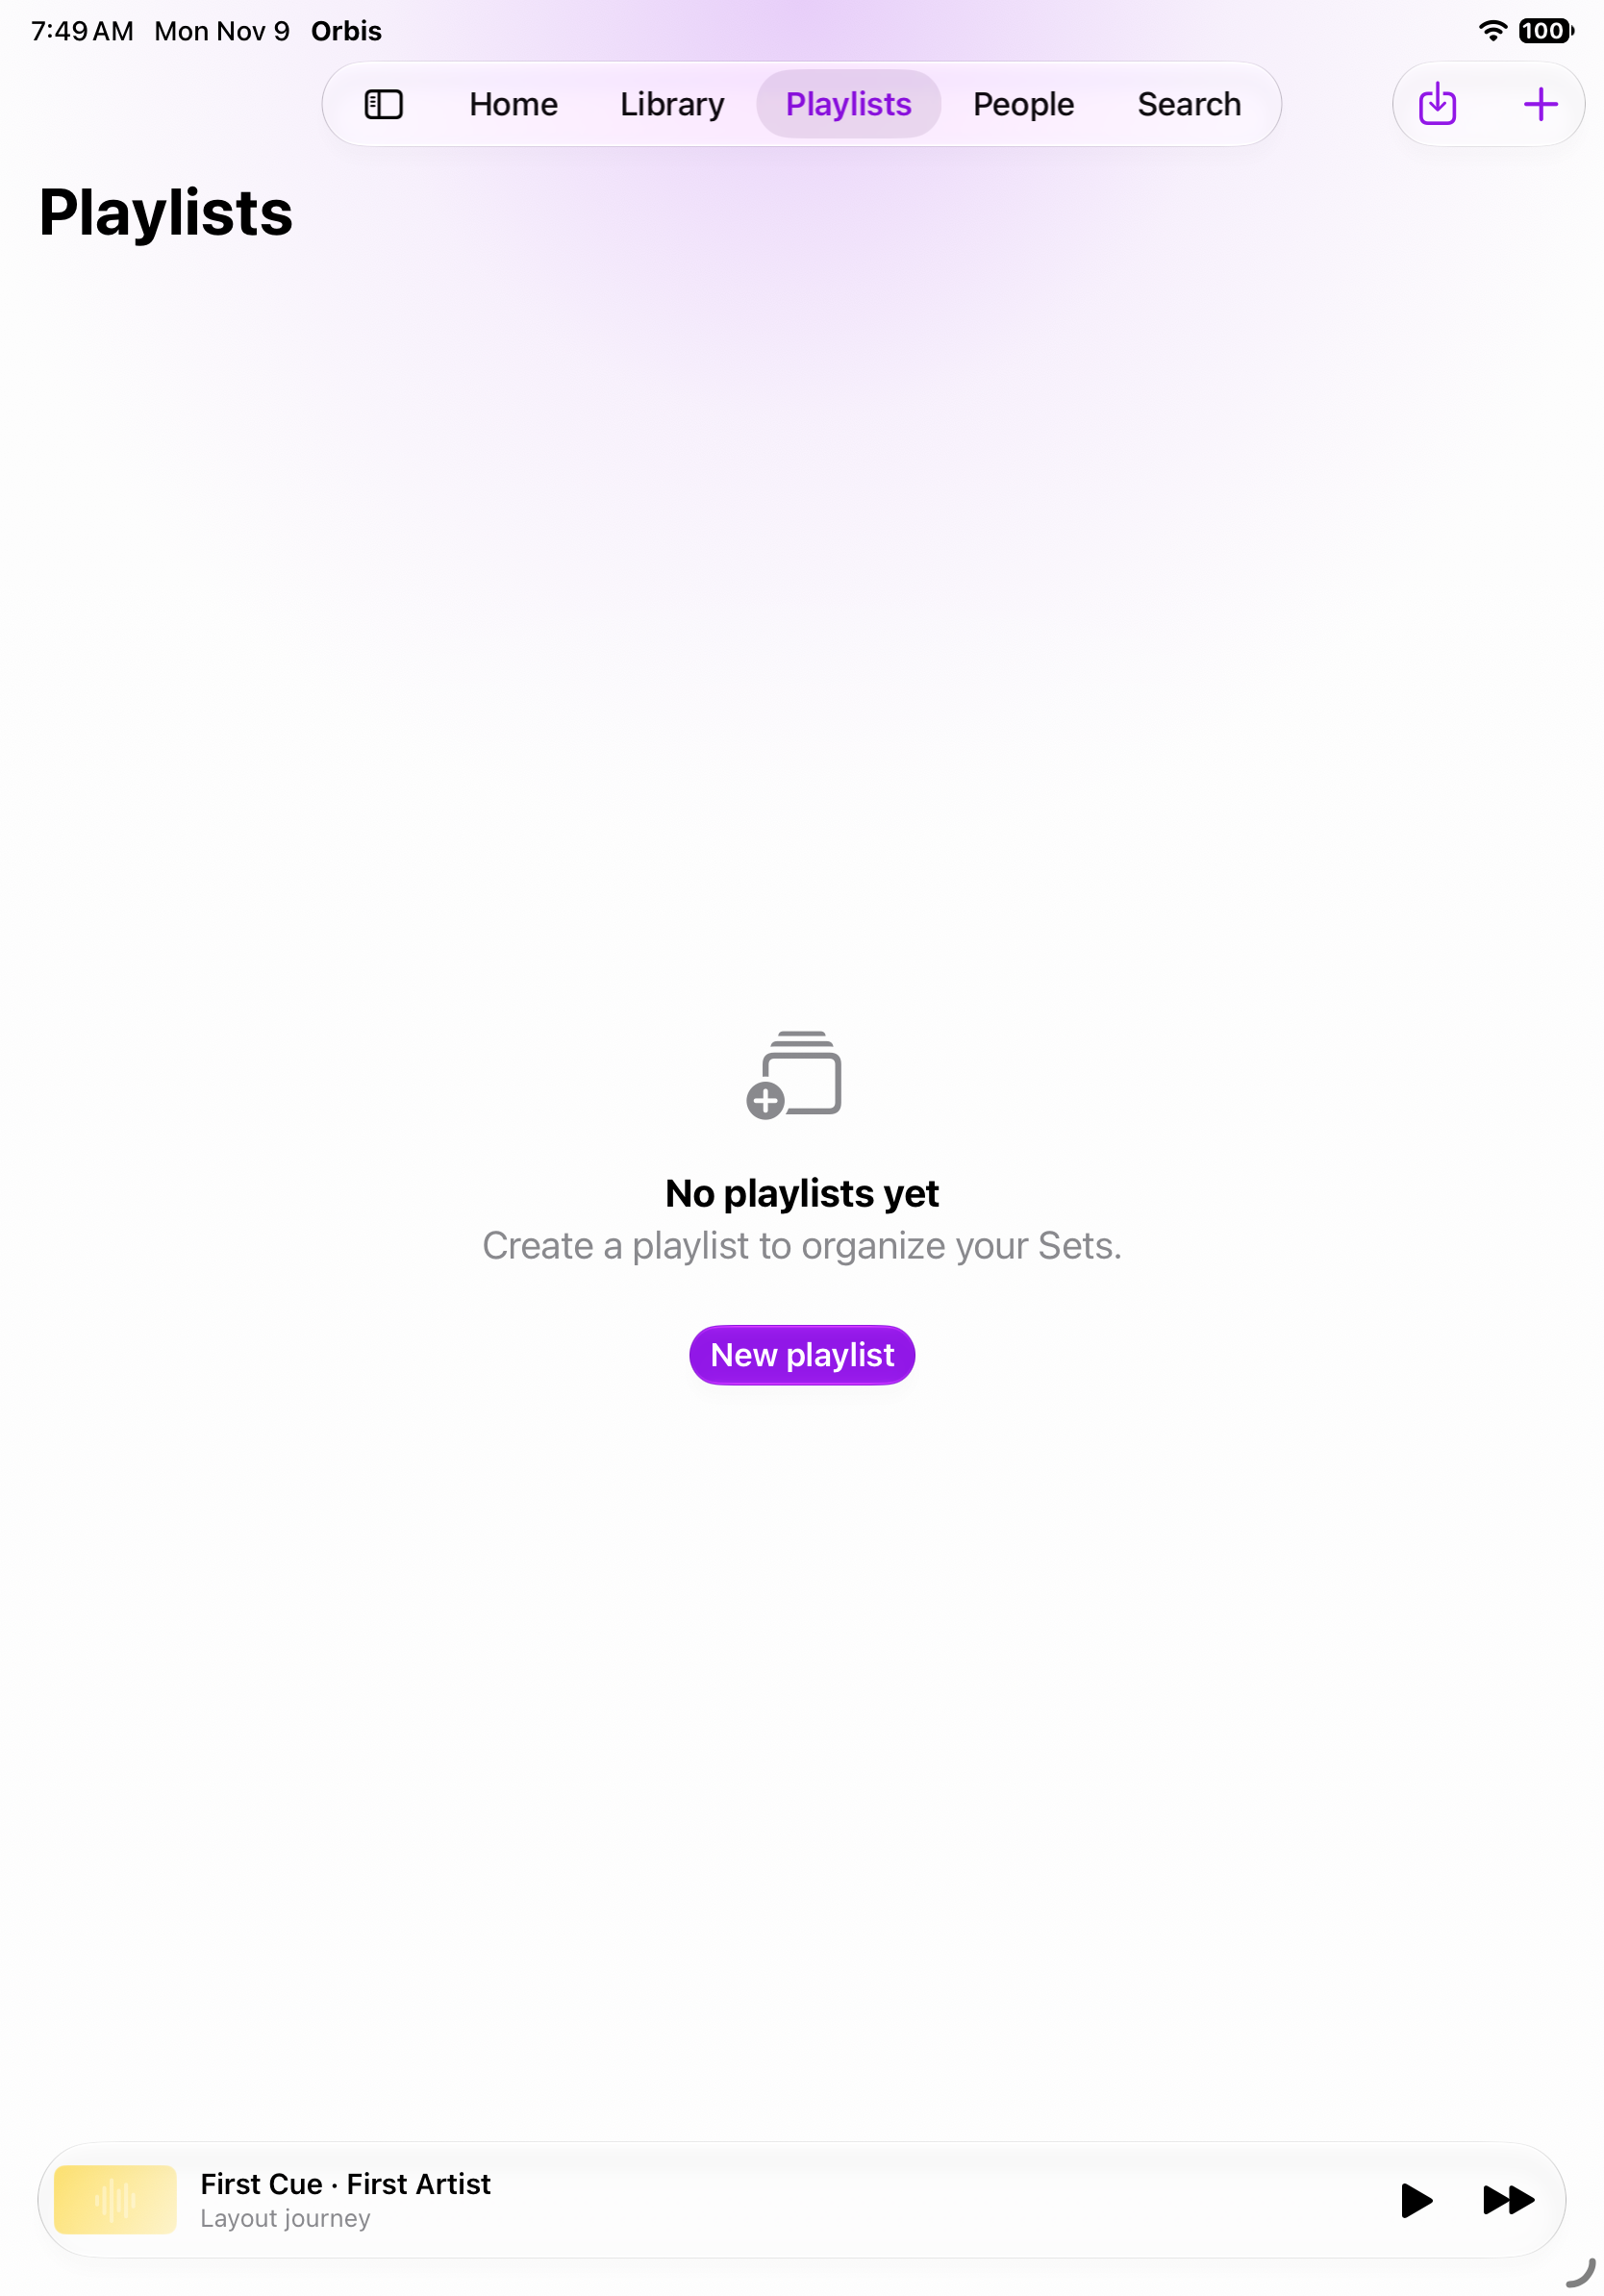 7:49 AM Mon Nov 9 Orbis
100
Home Library Playlists People Search
Playlists
No playlists yet
Create a playlist to organize your Sets.
New playlist
First Cue · First Artist
Layout journey